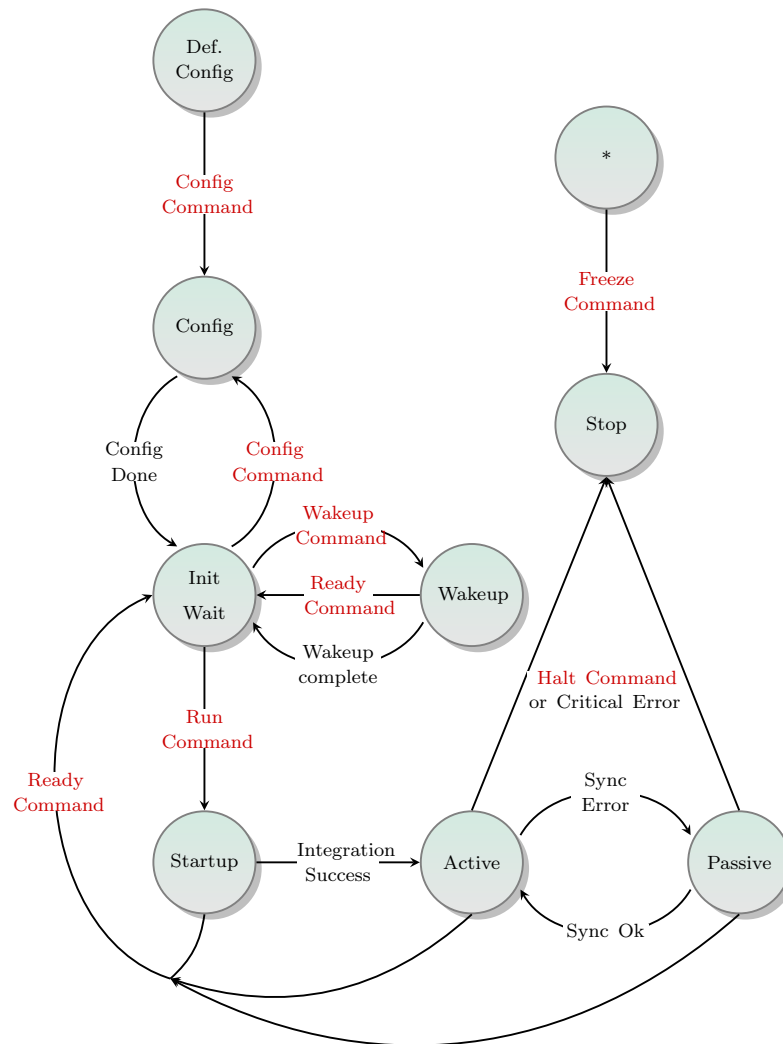 Def.
Config
*
Config
Command
Freeze
Command
Config
Stop
Config
Done
Config
Command
Wakeup
Command
Init
Wait
Ready
Command
Wakeup
Wakeup
complete
Halt Command
or Critical Error
Run
Command
Ready
Command
Sync
Error
Startup
Integration
Success
Active
Passive
Sync Ok